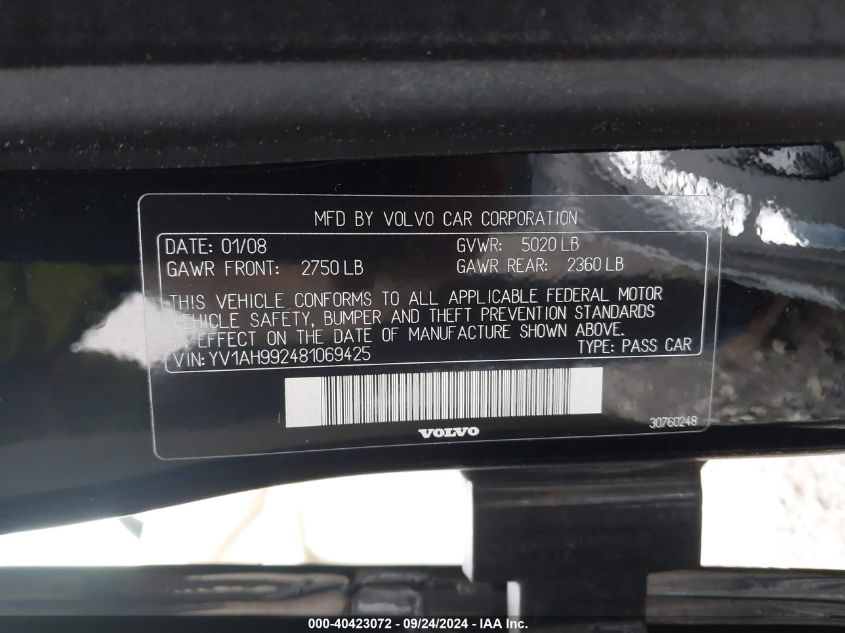 MFD BY VOLVO CAR CORPORATION
DATE: 01/08 GVWR: 5020 LB
GAWR FRONT: 2750 LB GAWR REAR: 2360 LB
THIS VEHICLE CONFORMS TO ALL APPLICABLE FEDERAL MOTOR
VEHICLE SAFETY, BUMPER AND THEFT PREVENTION STANDARDS
IN EFFECT ON THE DATE OF MANUFACTURE SHOWN ABOVE.
VIN: YV1AH992481069425 TYPE: PASS CAR
VOLVO
30760248
000-40423072 - 09/24/2024 - IAA Inc.